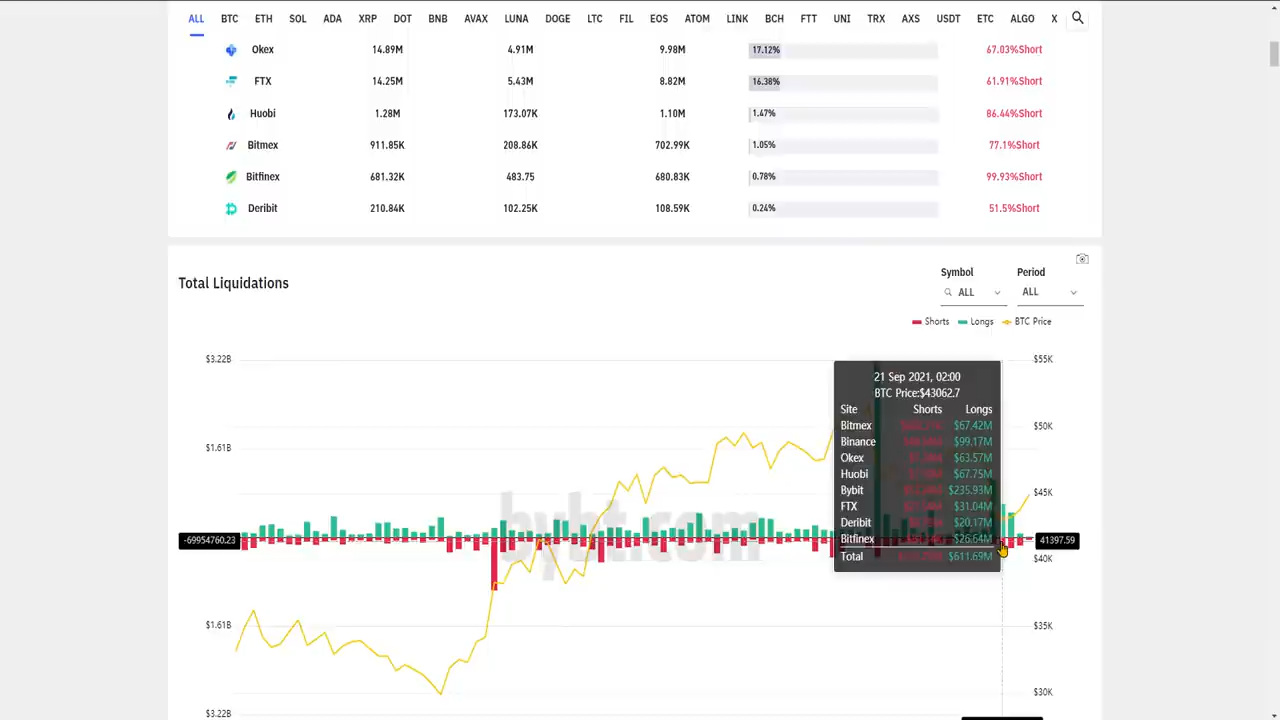 ALL BTC ETH SOL ADA XRP DOT BNB AVAX LUNA DOGE LTC FIL EOS ATOM LINK BCH FTT UNI TRX AXS USDT ETC ALGO X
Okex 14.89M 4.91M 9.98M 17.12% 67.03%Short
FTX 14.25M 5.43M 8.82M 16.38% 61.91%Short
Huobi 1.28M 173.07K 1.10M 1.47% 86.44%Short
Bitmex 911.85K 208.86K 702.99K 1.05% 77.1%Short
Bitfinex 681.32K 483.75 680.83K 0.78% 99.93%Short
Deribit 210.84K 102.25K 108.59K 0.24% 51.5%Short
Total Liquidations
Symbol Period
ALL ALL
Shorts Longs BTC Price
$3.22B $55K
21 Sep 2021, 02:00
BTC Price:$43062.7
Site Shorts Longs
Bitmex $67.42M
Binance $99.17M
$1.61B $50K
Okex $63.57M
Huobi $67.75M
Bybit $235.93M
$45K
FTX $31.04M
Deribit $20.17M
Bitfinex $26.64M
Total $611.69M
bybt.com
-69954760.23 41397.59
$40K
$1.61B $35K
$30K
$3.22B